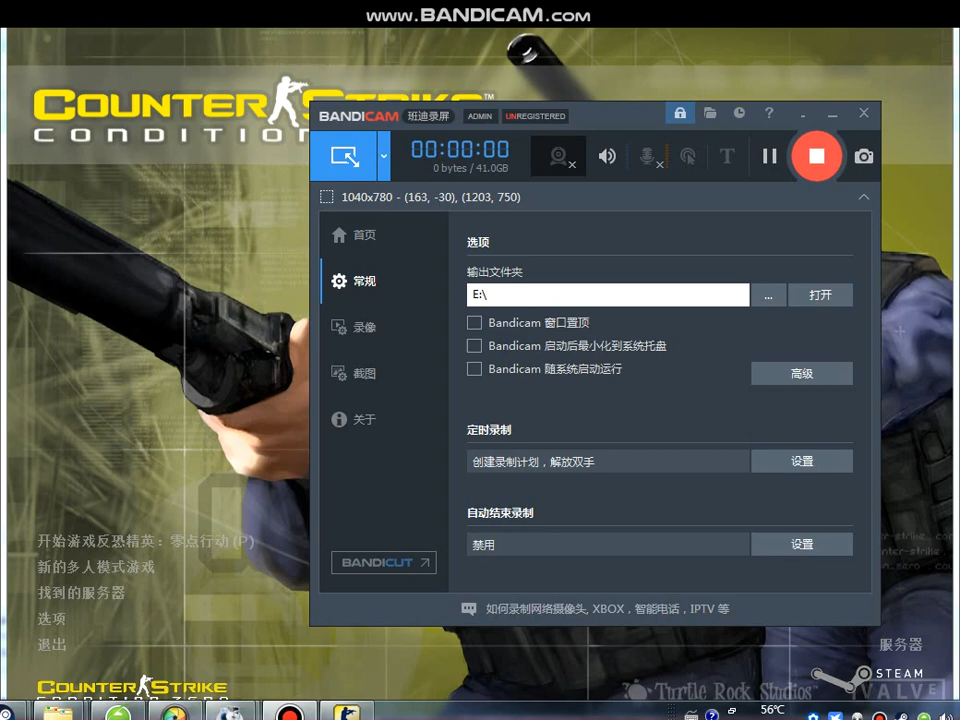 www.BANDICAM.com
COUNTER STRIKE™
CONDITIO
BANDICAM 班迪录屏 ADMIN UNREGISTERED
00:00:00
0 bytes / 41.0GB
1040x780 - (163, -30), (1203, 750)
首页
常规
录像
截图
关于
BANDICUT
选项
输出文件夹
E:\
... 打开
Bandicam 窗口置顶
Bandicam 启动后最小化到系统托盘
Bandicam 随系统启动运行
高级
定时录制
创建录制计划，解放双手 设置
自动结束录制
禁用 设置
如何录制网络摄像头, XBOX，智能电话，IPTV 等
开始游戏反恐精英：零点行动(P)
新的多人模式游戏
找到的服务器
选项
退出
服务器
COUNTER STRIKE
CONDITION ZERO
Turtle Rock Studios
STEAM
VALVE
56℃